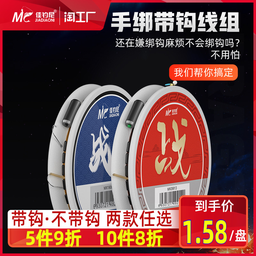 佳钓尼
JIADIAONI
淘工厂
手绑带钩线组
还在嫌绑钩麻烦不会绑钩吗?
不用怕
我们帮你搞定
战
战
带钩·不带钩 两款任选
5件9折 10件8折
到手价
1.58/盘